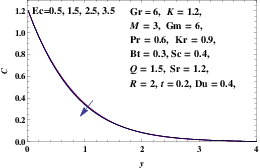 Ec=0.5, 1.5, 2.5, 3.5
Gr = 6, K = 1.2,
M = 3, Gm = 6,
Pr = 0.6, Kr = 0.9,
Bt = 0.3, Sc = 0.4,
Q = 1.5, Sr = 1.2,
R = 2, t = 0.2, Du = 0.4,
1.2
1.0
0.8
0.6
0.4
0.2
0.0
C
0 1 2 3 4
y